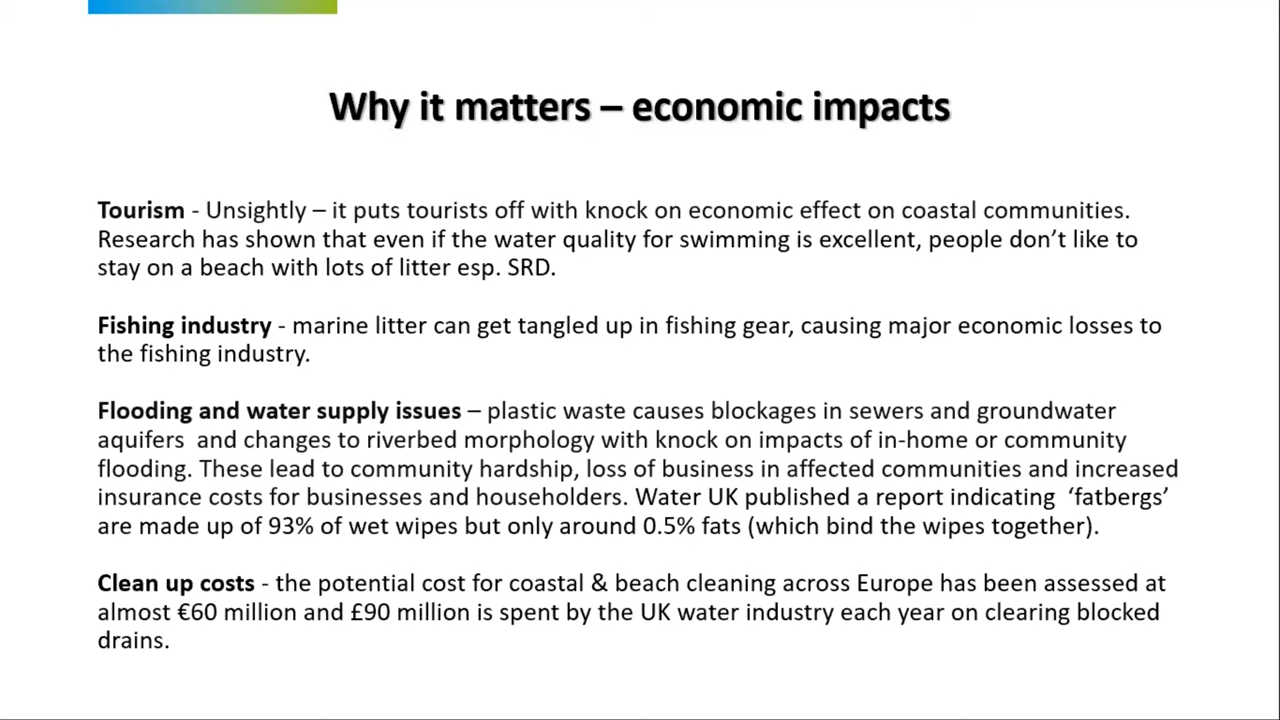 Why it matters – economic impacts
Tourism - Unsightly – it puts tourists off with knock on economic effect on coastal communities.
Research has shown that even if the water quality for swimming is excellent, people don’t like to
stay on a beach with lots of litter esp. SRD.
Fishing industry - marine litter can get tangled up in fishing gear, causing major economic losses to
the fishing industry.
Flooding and water supply issues – plastic waste causes blockages in sewers and groundwater
aquifers  and changes to riverbed morphology with knock on impacts of in-home or community
flooding. These lead to community hardship, loss of business in affected communities and increased
insurance costs for businesses and householders. Water UK published a report indicating  ‘fatbergs’
are made up of 93% of wet wipes but only around 0.5% fats (which bind the wipes together).
Clean up costs - the potential cost for coastal & beach cleaning across Europe has been assessed at
almost €60 million and £90 million is spent by the UK water industry each year on clearing blocked
drains.